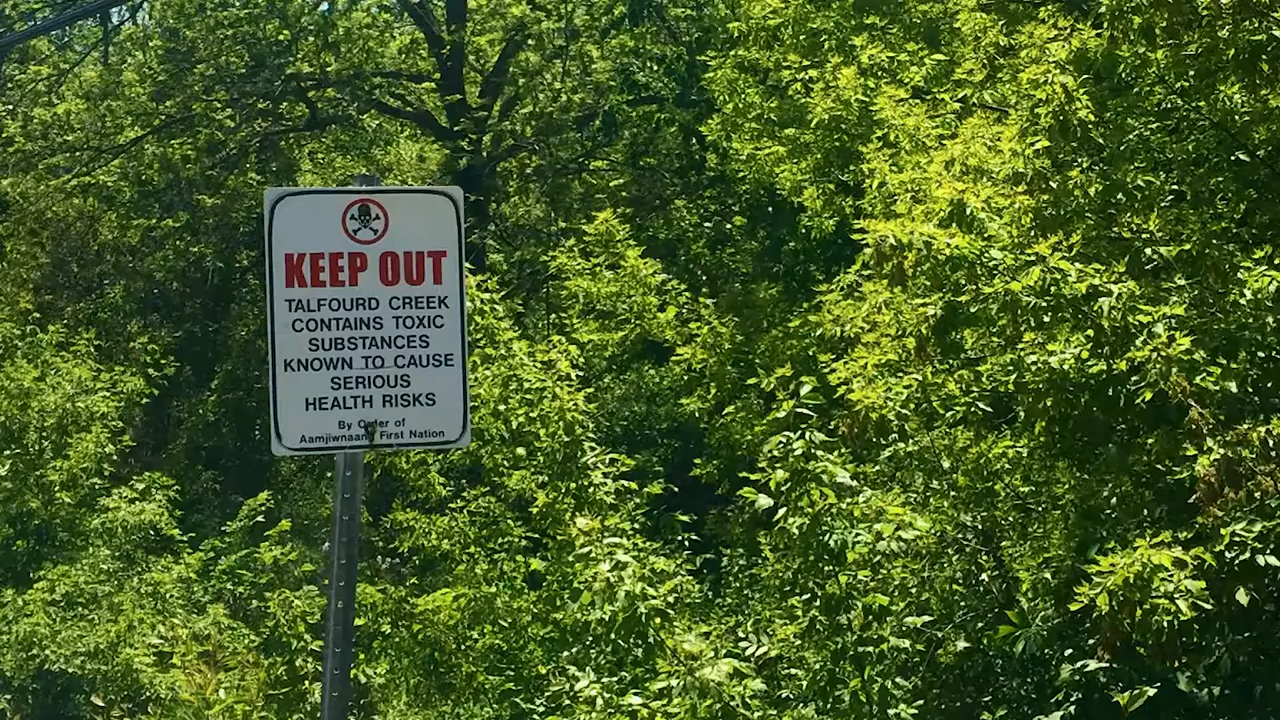 KEEP OUT
TALFOURD CREEK
CONTAINS TOXIC
SUBSTANCES
KNOWN TO CAUSE
SERIOUS
HEALTH RISKS
By Order of
Aamjiwnaang First Nation